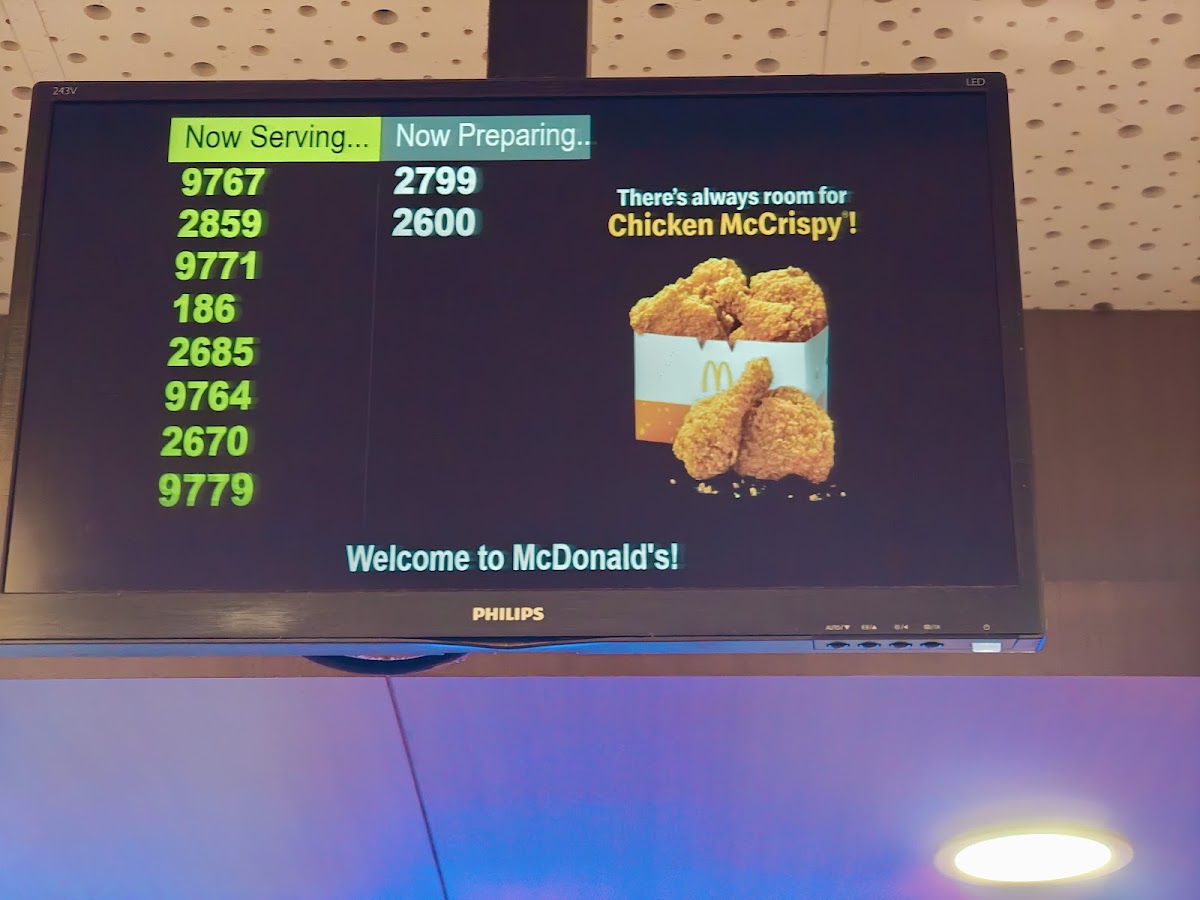 243V
LED
Now Serving...
9767
2859
9771
186
2685
9764
2670
9779
Now Preparing...
2799
2600
There's always room for
Chicken McCrispy®!
Welcome to McDonald's!
PHILIPS